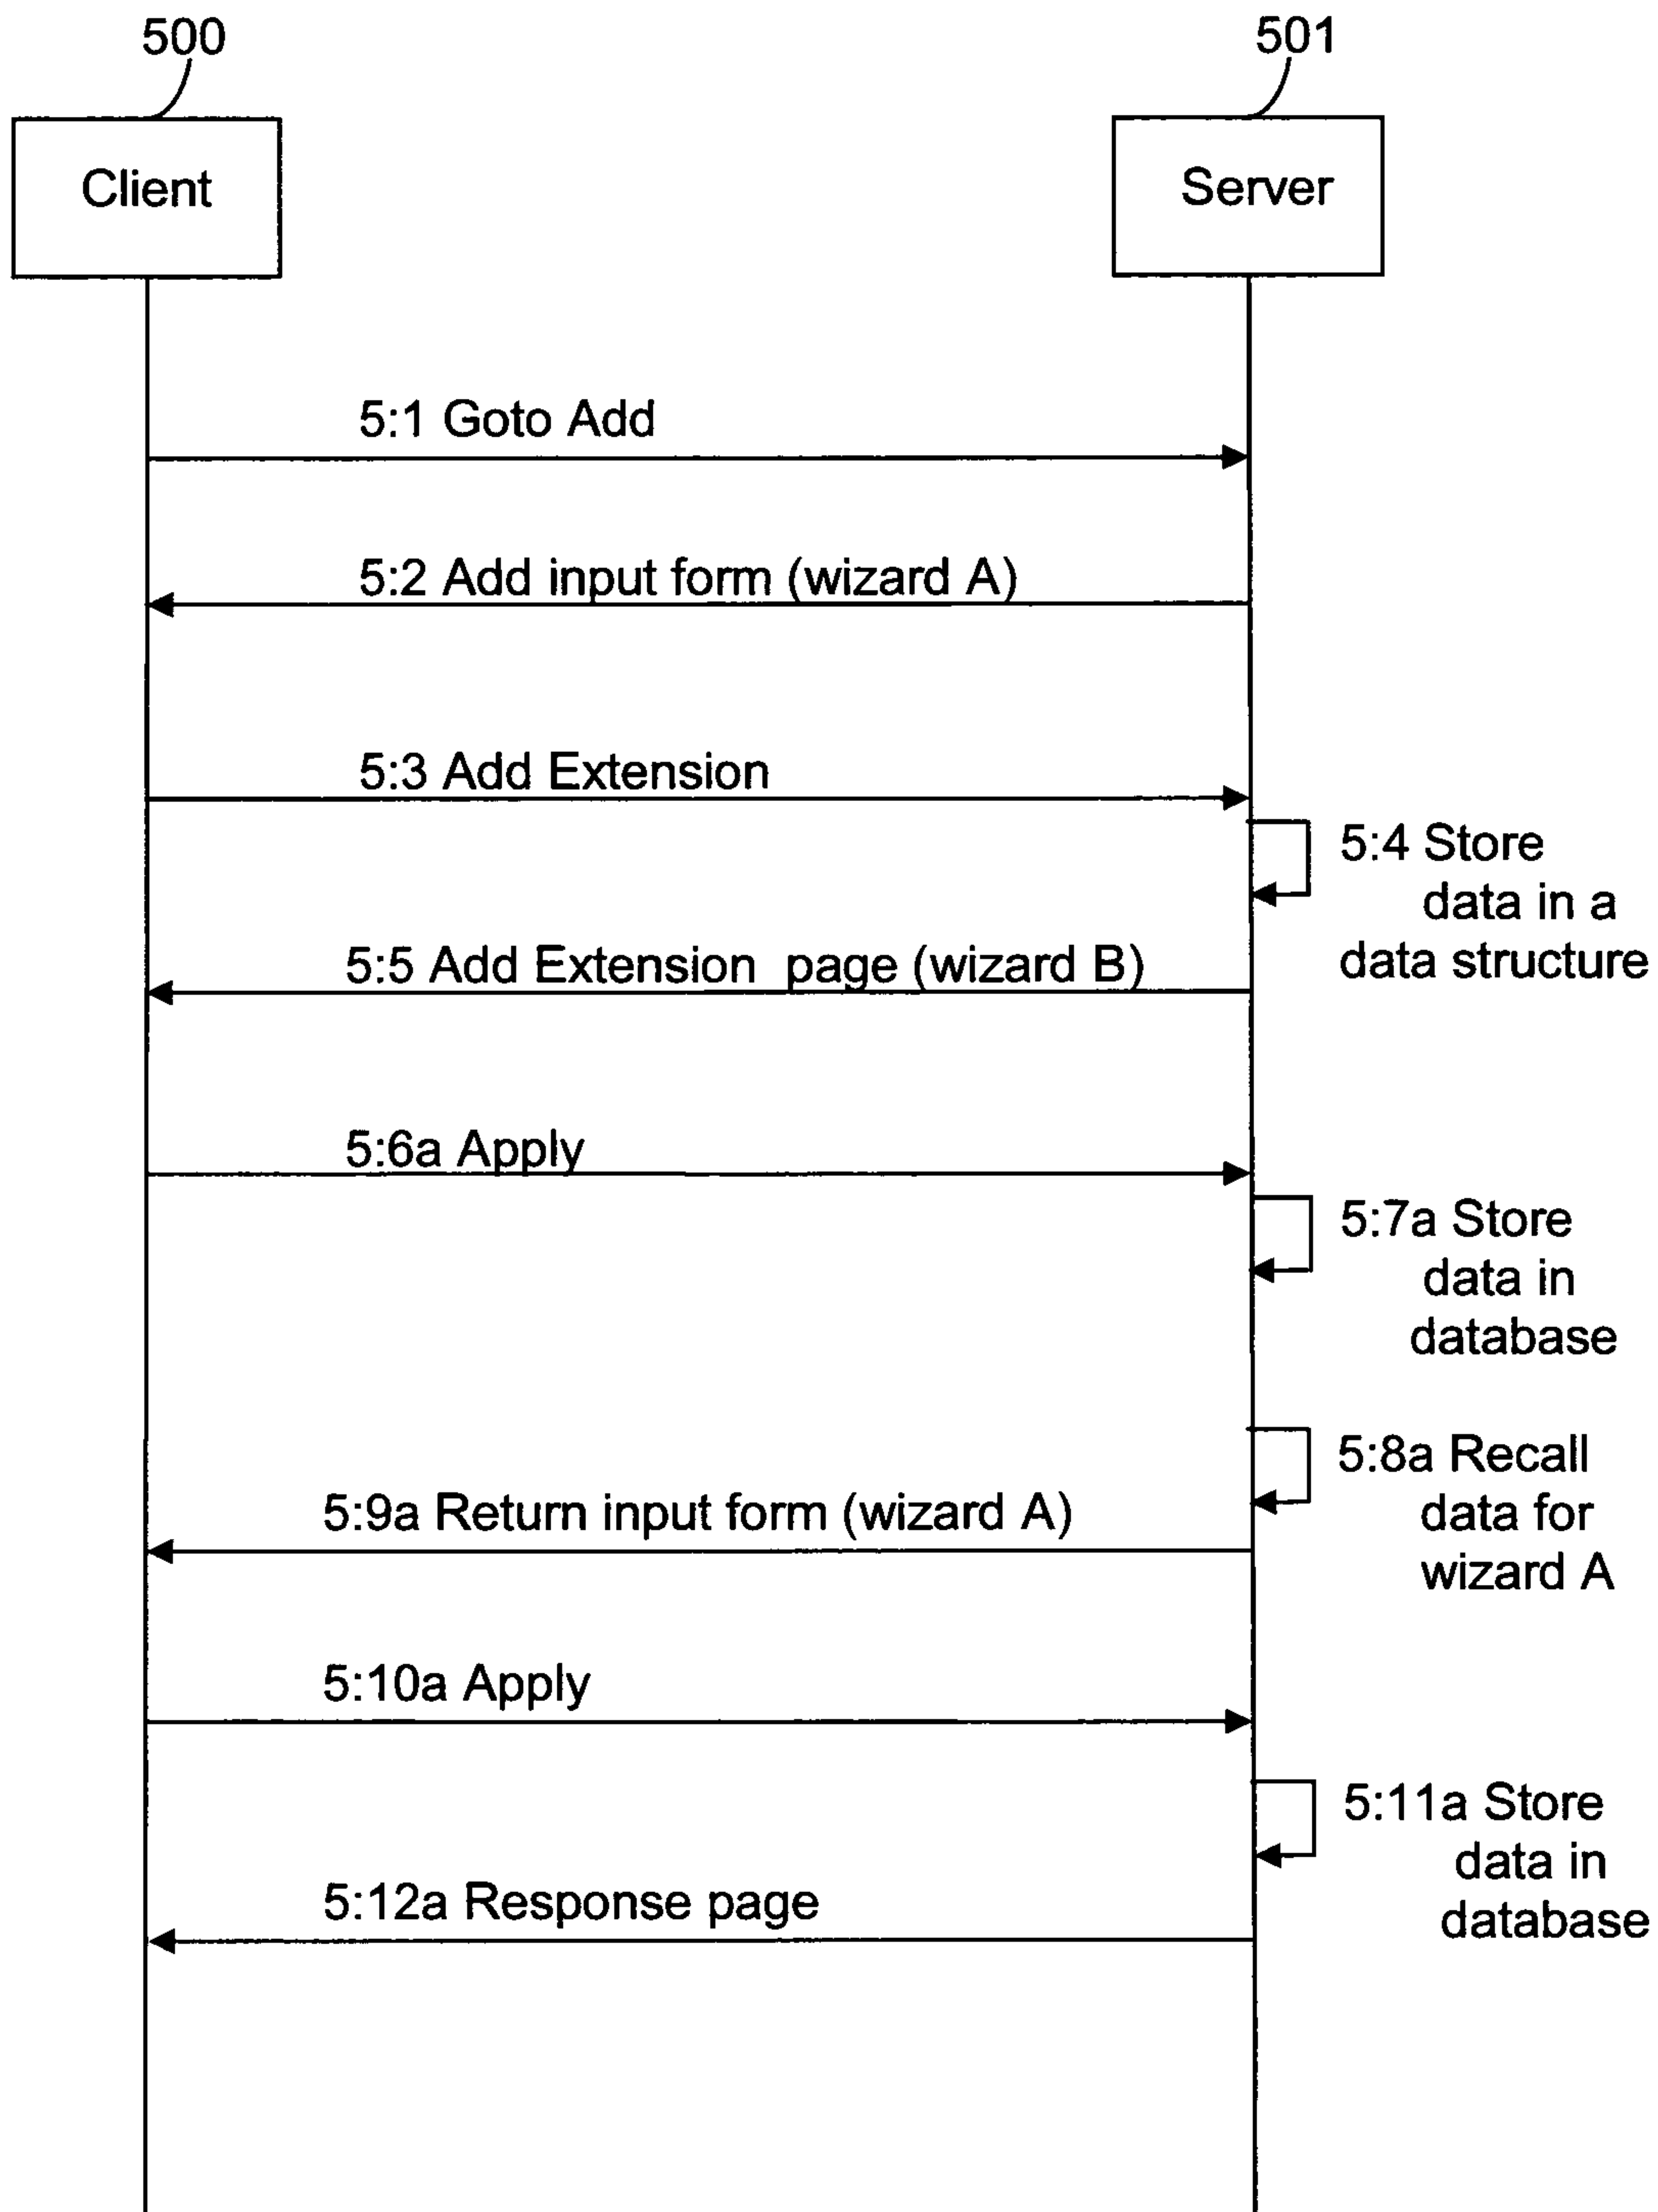 500
501
Client
Server
5:1 Goto Add
5:2 Add input form (wizard A)
5:3 Add Extension
5:4 Store
data in a
data structure
5:5 Add Extension page (wizard B)
5:6a Apply
5:7a Store
data in
database
5:8a Recall
data for
wizard A
5:9a Return input form (wizard A)
5:10a Apply
5:11a Store
data in
database
5:12a Response page